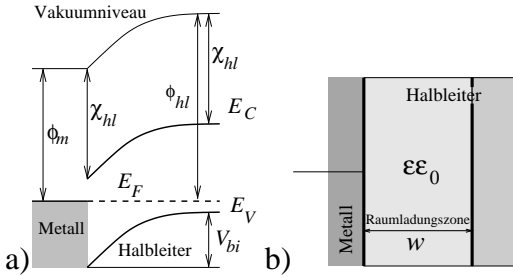 Vakuumniveau
χhl
χhl
ϕm
ϕhl
EC
EF
EV
Metall
Halbleiter
Vbi
a)
Halbleiter
εε0
Metall
Raumladungszone
w
b)